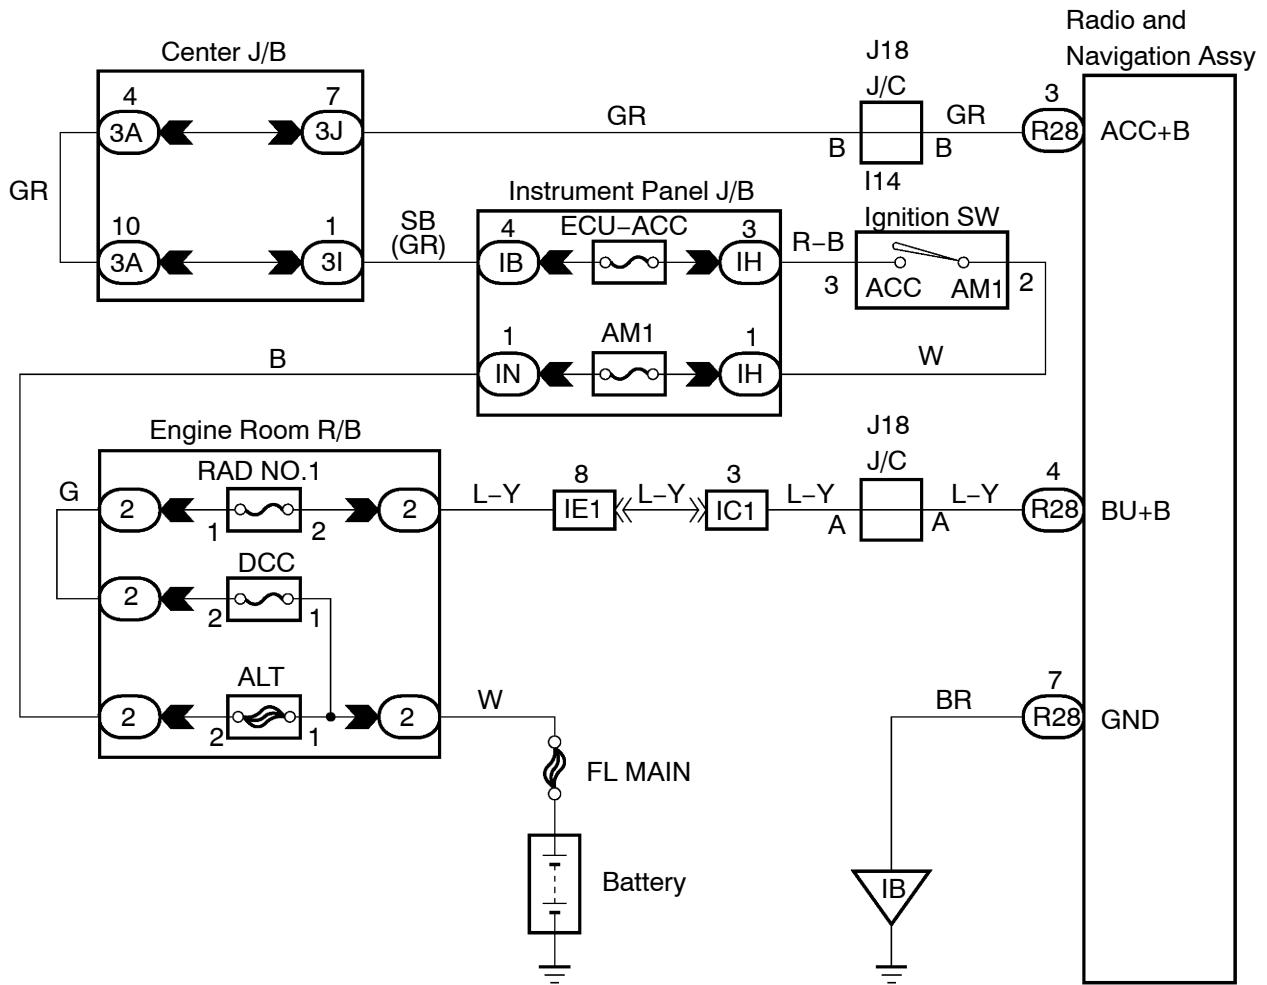 Radio and
Navigation Assy
Center J/B
J18
J/C
4
7
3
3A
3J
GR
GR
R28
ACC+B
B
B
I14
GR
Instrument Panel J/B
Ignition SW
10
1
SB
(GR)
4
ECU-ACC
3
R-B
3A
3I
IB
IH
3
ACC
AM1
2
1
AM1
1
B
IN
IH
W
Engine Room R/B
J18
J/C
G
RAD NO.1
L-Y
8
L-Y
3
L-Y
L-Y
4
2
2
IE1
IC1
R28
BU+B
1
2
A
A
DCC
2
2
1
ALT
W
BR
7
2
2
R28
GND
2
1
FL MAIN
Battery
IB